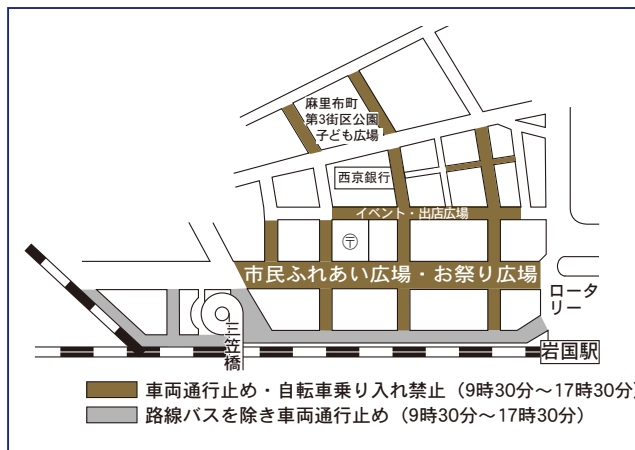 麻里布町
第3街区公園
子ども広場
西京銀行
イベント・出店広場
〒
市民ふれあい広場・お祭り広場
ロータ
リー
三笠橋
岩国駅
車両通行止め・自転車乗り入れ禁止（9時30分～17時30分）
路線バスを除き車両通行止め（9時30分～17時30分）